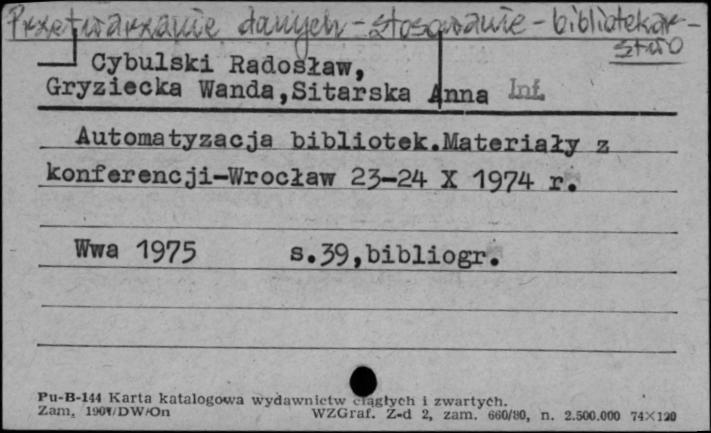 Przetwarzanie danych - stosowanie - bibliotekar-
stwo
Cybulski Radosław,
Gryziecka Wanda,Sitarska Anna Inf.
Automatyzacja bibliotek.Materiały z
konferencji-Wrocław 23-24 X 1974 r.
Wwa 1975 s.39,bibliogr.
Pu-B-144 Karta katalogowa wydawnictw ciągłych i zwartych.
Zam. DW/On WZGraf. Z-d 2, zam. 660/80, n. 2.500.000 74×120